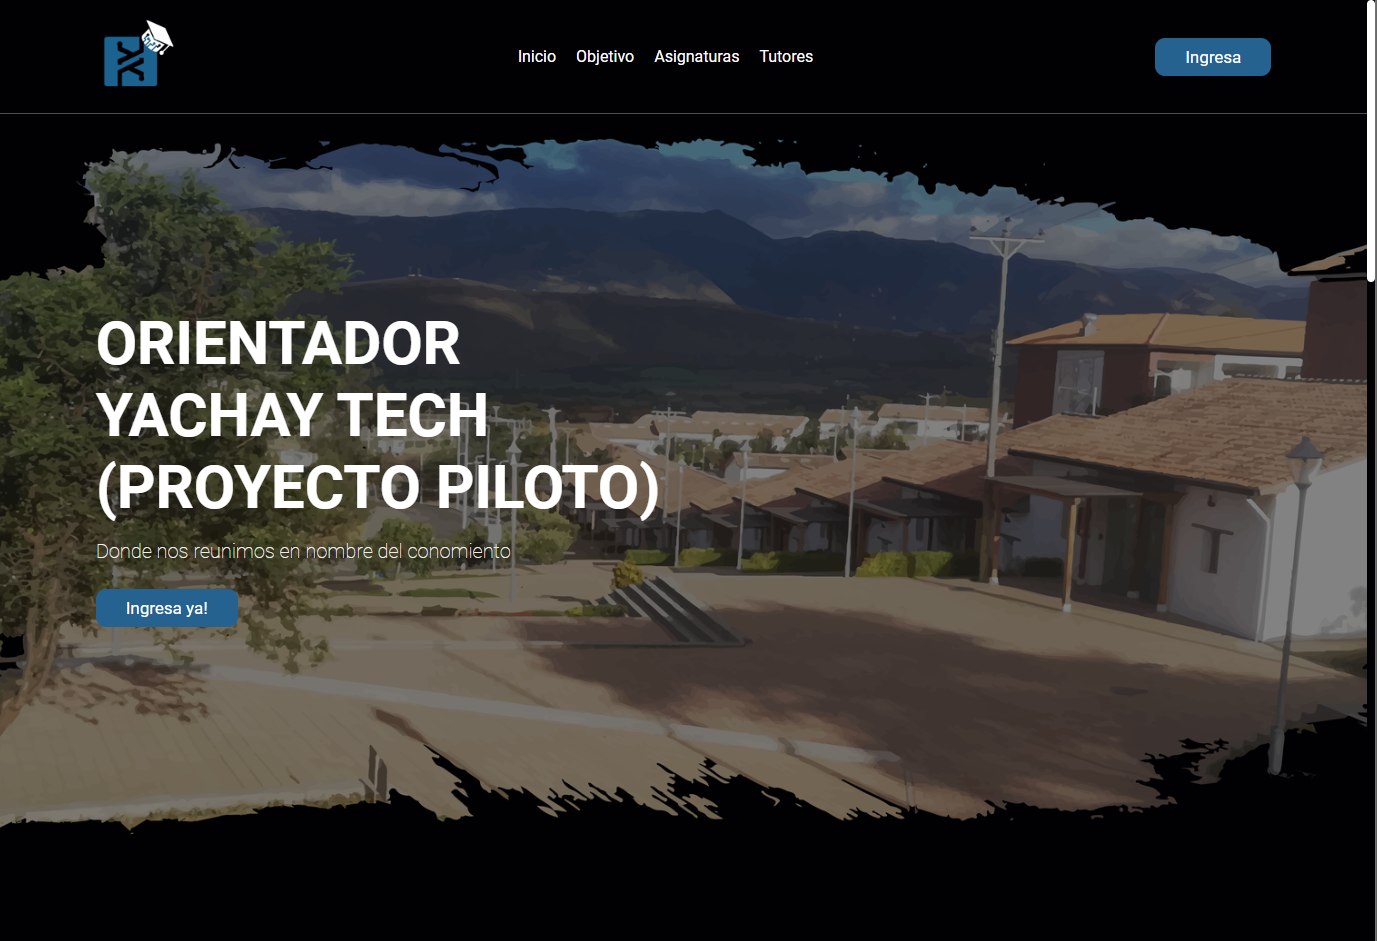 Inicio Objetivo Asignaturas Tutores Ingresa
ORIENTADOR
YACHAY TECH
(PROYECTO PILOTO)
Donde nos reunimos en nombre del conomiento
Ingresa ya!